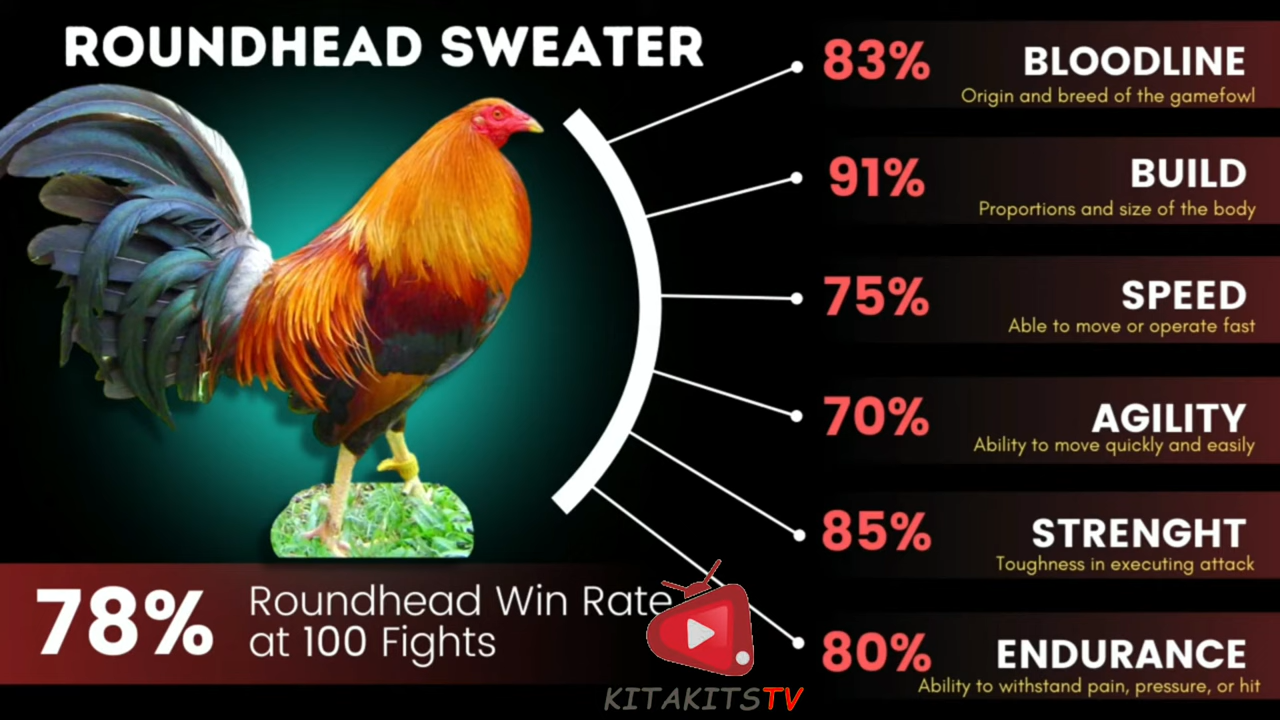 ROUNDHEAD SWEATER
83%
BLOODLINE
Origin and breed of the gamefowl
91%
BUILD
Proportions and size of the body
75%
SPEED
Able to move or operate fast
70%
AGILITY
Ability to move quickly and easily
85%
STRENGHT
Toughness in executing attack
80%
ENDURANCE
Ability to withstand pain, pressure, or hit
78%
Roundhead Win Rate
at 100 Fights
KITAKITSTV